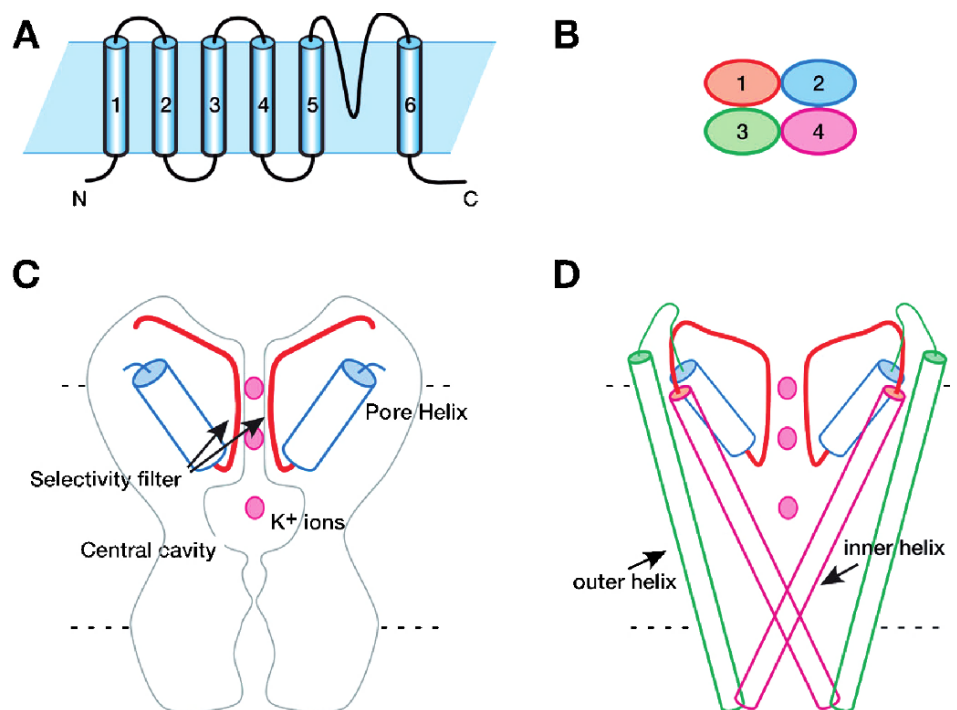 A
1 2 3 4 5 6
N C
B
1 2
3 4
C
Pore Helix
Selectivity filter
K+ ions
Central cavity
D
inner helix
outer helix